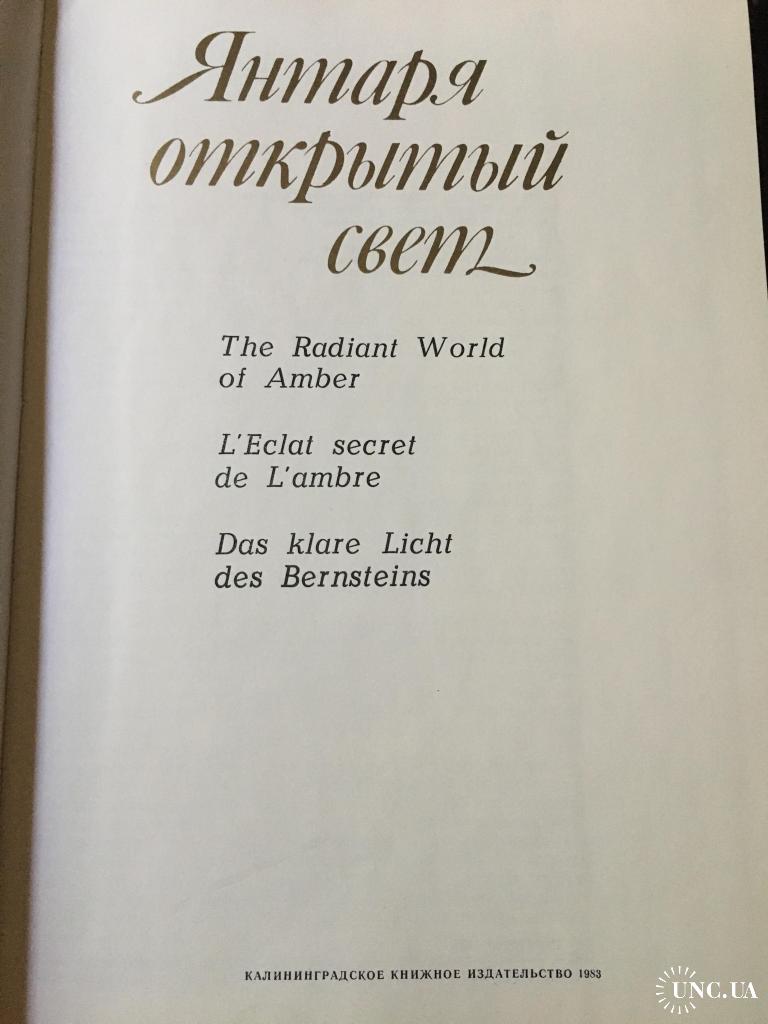 Янтаря
открытый
свет
The Radiant World
of Amber
L'Eclat secret
de L'ambre
Das klare Licht
des Bernsteins
КАЛИНИНГРАДСКОЕ КНИЖНОЕ ИЗДАТЕЛЬСТВО 1983
UNC.UA